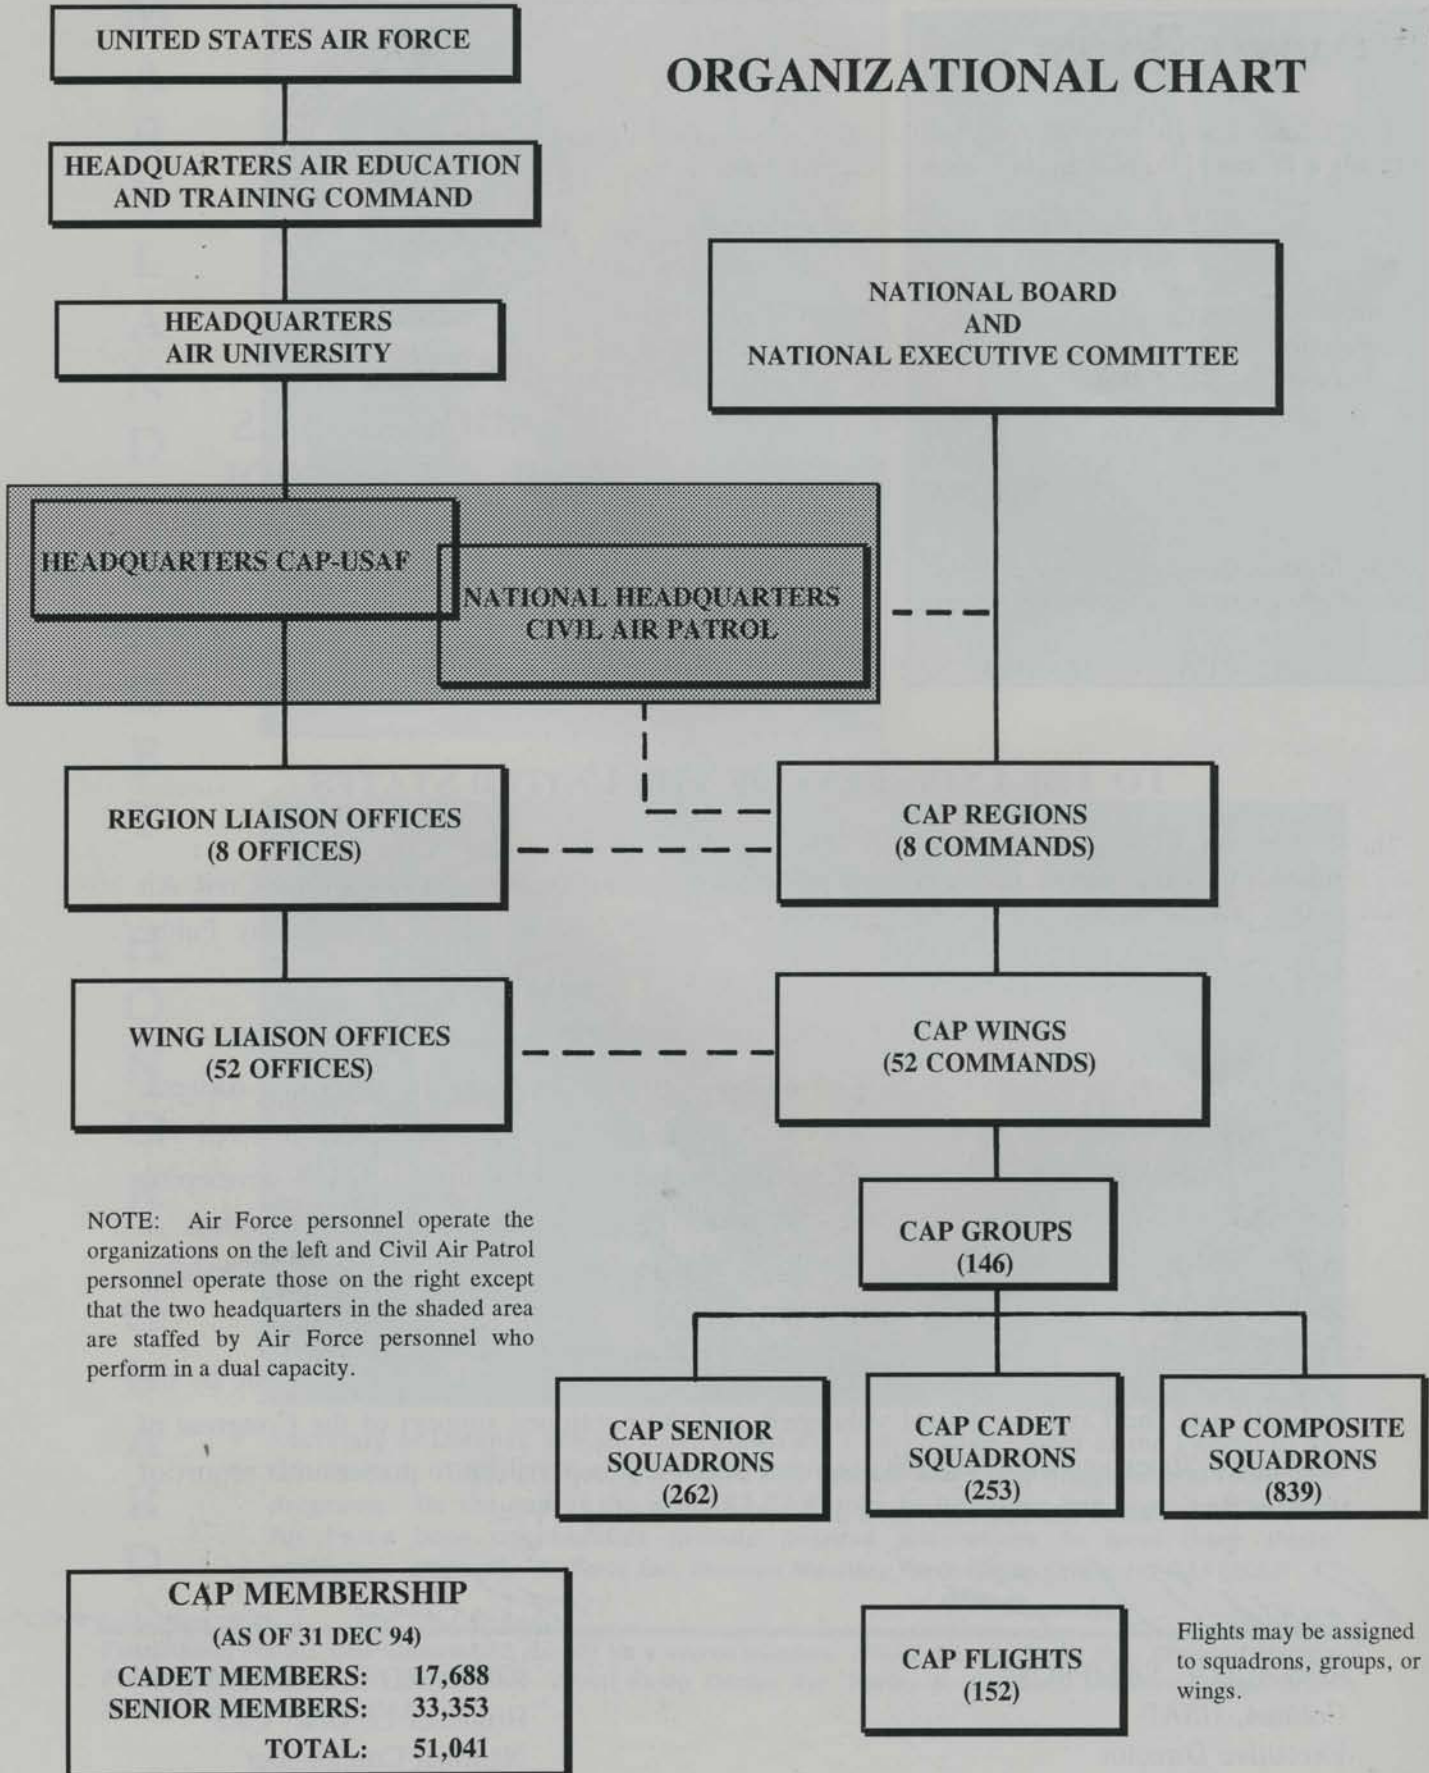 UNITED STATES AIR FORCE
ORGANIZATIONAL CHART
HEADQUARTERS AIR EDUCATION
AND TRAINING COMMAND
HEADQUARTERS
AIR UNIVERSITY
NATIONAL BOARD
AND
NATIONAL EXECUTIVE COMMITTEE
HEADQUARTERS CAP-USAF
NATIONAL HEADQUARTERS
CIVIL AIR PATROL
REGION LIAISON OFFICES
(8 OFFICES)
CAP REGIONS
(8 COMMANDS)
WING LIAISON OFFICES
(52 OFFICES)
CAP WINGS
(52 COMMANDS)
NOTE: Air Force personnel operate the
organizations on the left and Civil Air Patrol
personnel operate those on the right except
that the two headquarters in the shaded area
are staffed by Air Force personnel who
perform in a dual capacity.
CAP GROUPS
(146)
CAP SENIOR
SQUADRONS
(262)
CAP CADET
SQUADRONS
(253)
CAP COMPOSITE
SQUADRONS
(839)
CAP MEMBERSHIP
(AS OF 31 DEC 94)
CADET MEMBERS: 17,688
SENIOR MEMBERS: 33,353
TOTAL: 51,041
CAP FLIGHTS
(152)
Flights may be assigned
to squadrons, groups, or
wings.